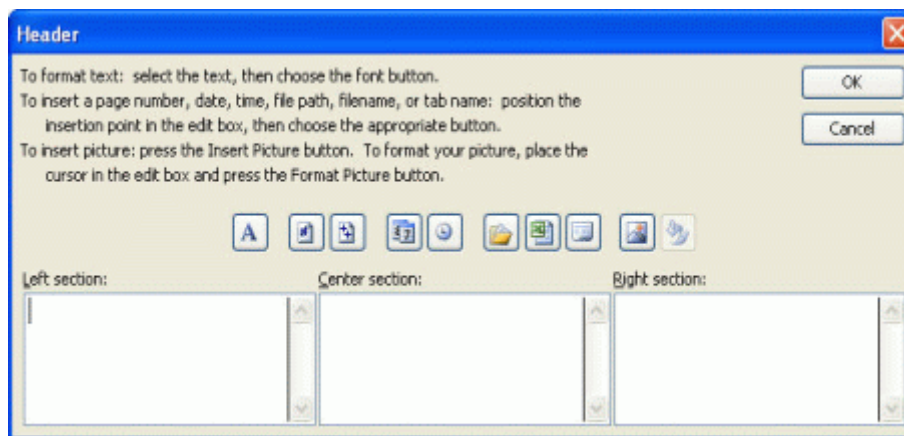 Header
To format text: select the text, then choose the font button.
To insert a page number, date, time, file path, filename, or tab name: position the
insertion point in the edit box, then choose the appropriate button.
To insert picture: press the Insert Picture button. To format your picture, place the
cursor in the edit box and press the Format Picture button.
OK
Cancel
A
Left section:
Center section:
Right section: